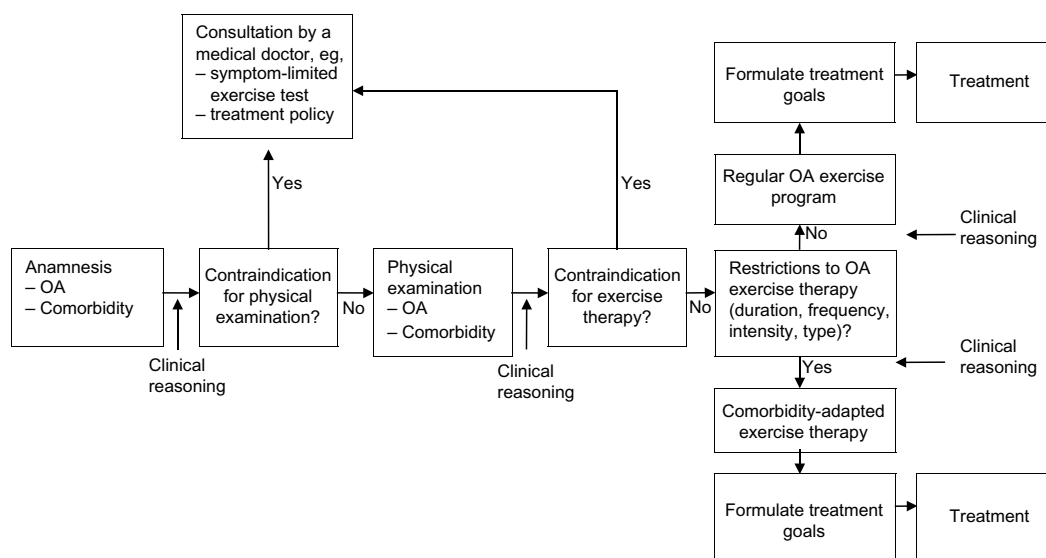 Consultation by a
medical doctor, eg,
– symptom-limited
exercise test
– treatment policy
Yes
Anamnesis
– OA
– Comorbidity
Clinical
reasoning
Contraindication
for physical
examination?
No
Physical
examination
– OA
– Comorbidity
Clinical
reasoning
Contraindication
for exercise
therapy?
Yes
No
Restrictions to OA
exercise therapy
(duration, frequency,
intensity, type)?
No
Clinical
reasoning
Regular OA exercise
program
Formulate treatment
goals
Treatment
Yes
Clinical
reasoning
Comorbidity-adapted
exercise therapy
Formulate treatment
goals
Treatment